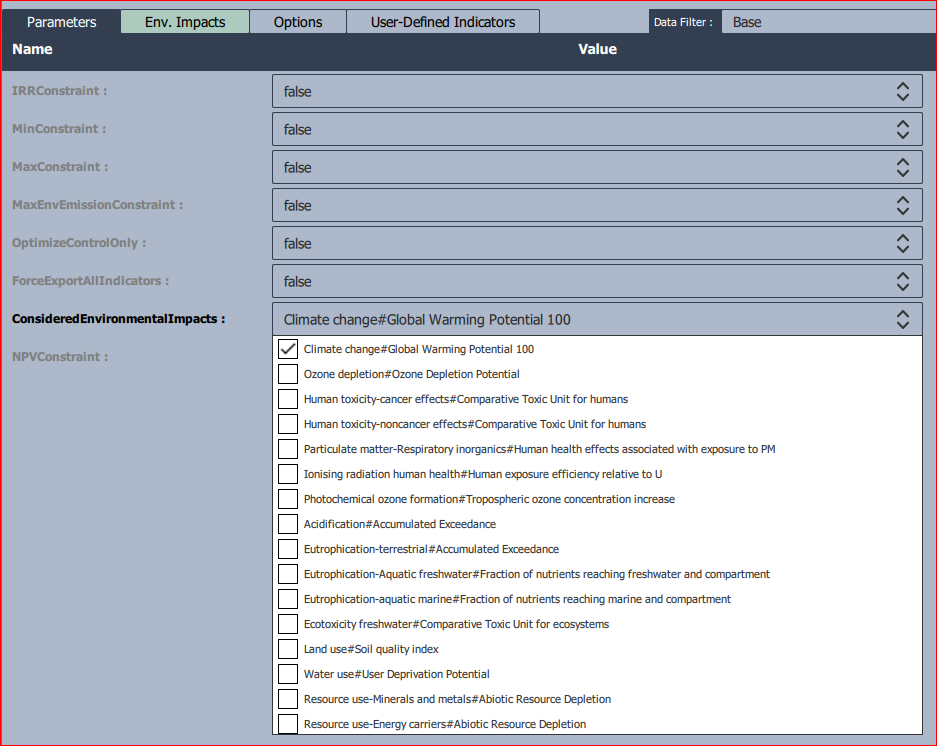 Parameters Env. Impacts Options User-Defined Indicators Data Filter : Base
Name Value
IRRConstraint : false
MinConstraint : false
MaxConstraint : false
MaxEnvEmissionConstraint : false
OptimizeControlOnly : false
ForceExportAllIndicators : false
ConsideredEnvironmentalImpacts : Climate change#Global Warming Potential 100
Climate change#Global Warming Potential 100
NPVConstraint :
Ozone depletion#Ozone Depletion Potential
Human toxicity-cancer effects#Comparative Toxic Unit for humans
Human toxicity-noncancer effects#Comparative Toxic Unit for humans
Particulate matter-Respiratory inorganics#Human health effects associated with exposure to PM
Ionising radiation human health#Human exposure efficiency relative to U
Photochemical ozone formation#Tropospheric ozone concentration increase
Acidification#Accumulated Exceedance
Eutrophication-terrestrial#Accumulated Exceedance
Eutrophication-Aquatic freshwater#Fraction of nutrients reaching freshwater and compartment
Eutrophication-aquatic marine#Fraction of nutrients reaching marine and compartment
Ecotoxicity freshwater#Comparative Toxic Unit for ecosystems
Land use#Soil quality index
Water use#User Deprivation Potential
Resource use-Minerals and metals#Abiotic Resource Depletion
Resource use-Energy carriers#Abiotic Resource Depletion